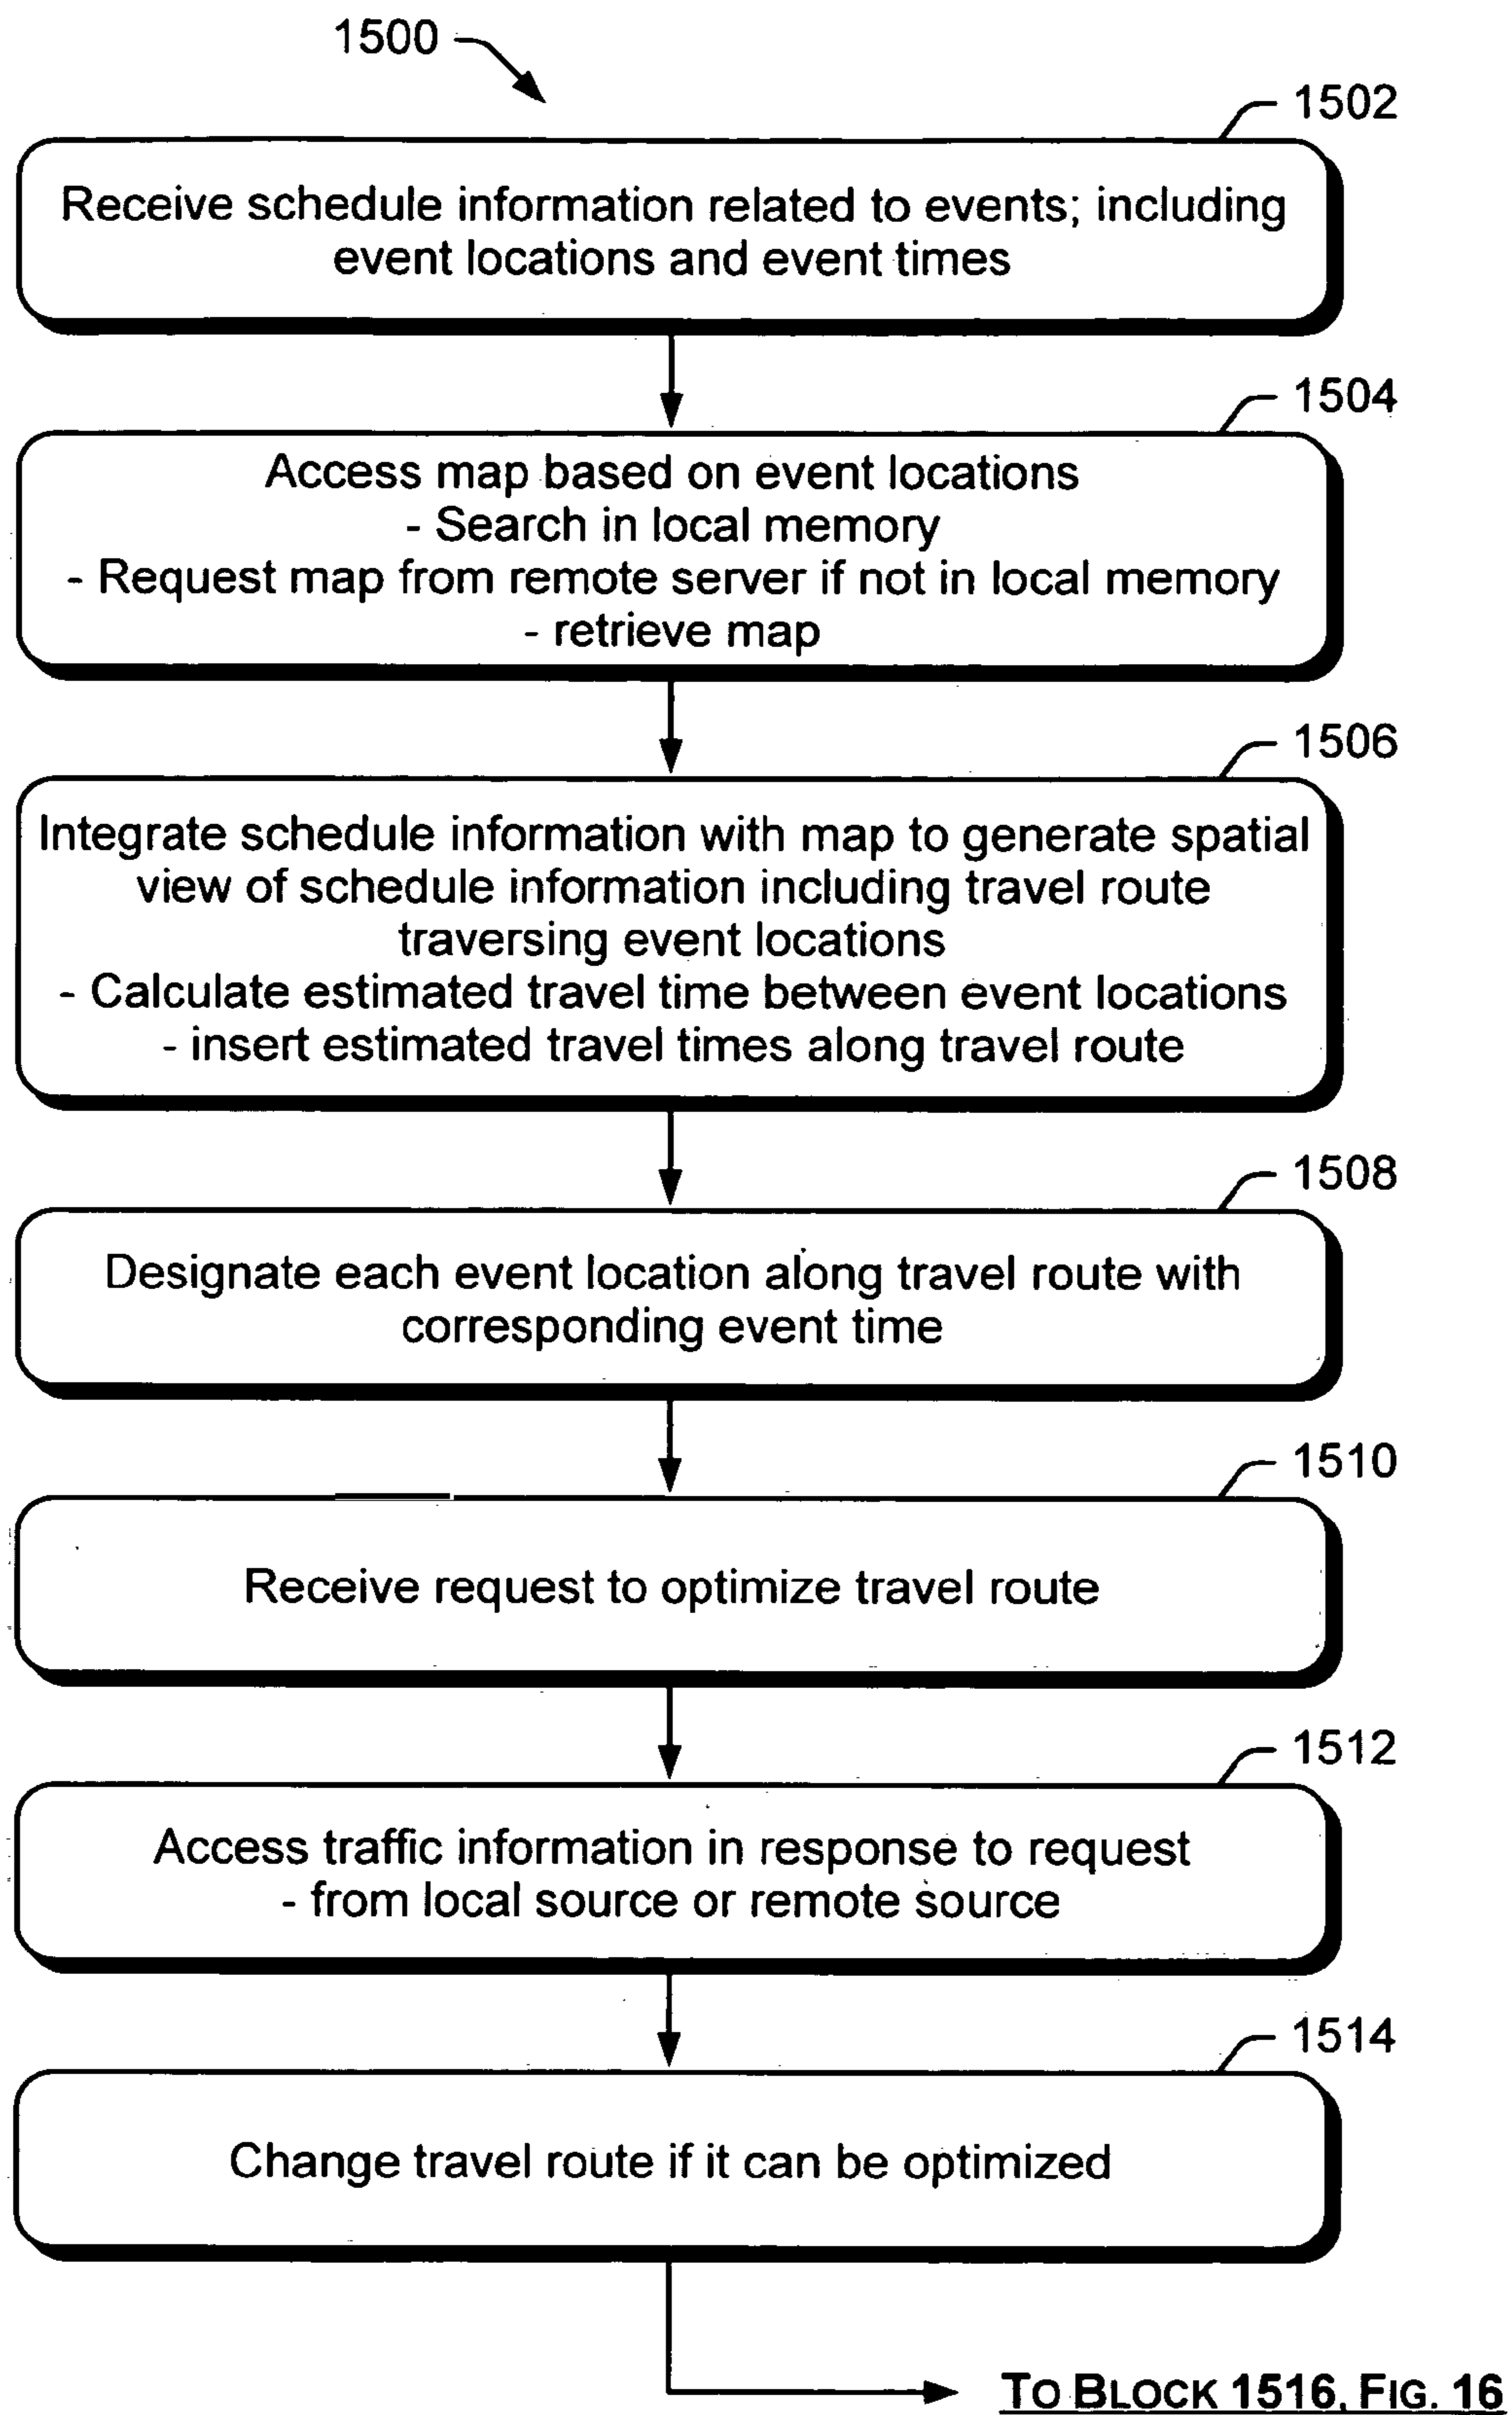 1500
1502
Receive schedule information related to events; including
event locations and event times
1504
Access map based on event locations
- Search in local memory
- Request map from remote server if not in local memory
- retrieve map
1506
Integrate schedule information with map to generate spatial
view of schedule information including travel route
traversing event locations
- Calculate estimated travel time between event locations
- insert estimated travel times along travel route
1508
Designate each event location along travel route with
corresponding event time
1510
Receive request to optimize travel route
1512
Access traffic information in response to request
- from local source or remote source
1514
Change travel route if it can be optimized
TO BLOCK 1516, FIG. 16